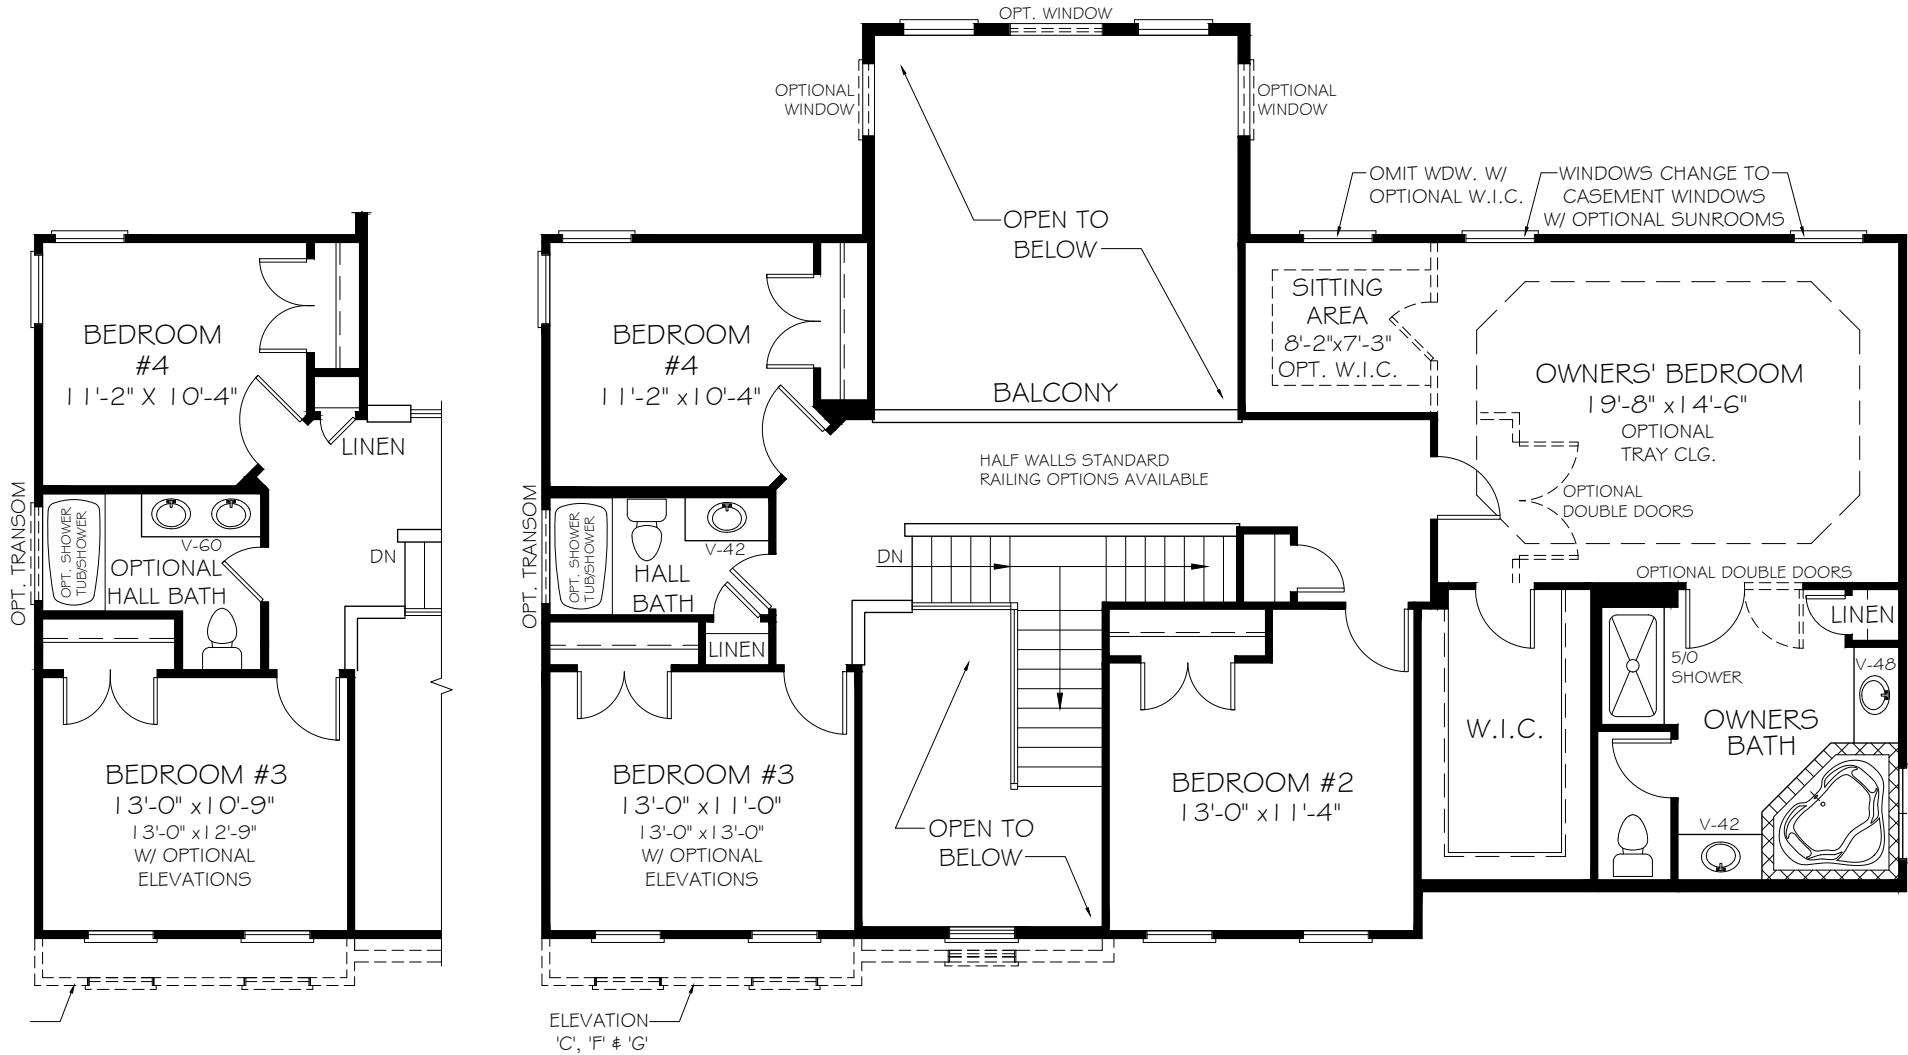 BEDROOM
#4
11'-2" X 10'-4"
LINEN
OPT. TRANSOM
OPT. SHOWER
TUB/SHOWER
V-60
OPTIONAL
HALL BATH
DN
BEDROOM #3
13'-0" x10'-9"
13'-0" x12'-9"
W/ OPTIONAL
ELEVATIONS
OPT. WINDOW
OPTIONAL
WINDOW
OPTIONAL
WINDOW
OPEN TO
BELOW
BALCONY
BEDROOM
#4
11'-2" x10'-4"
HALF WALLS STANDARD
RAILING OPTIONS AVAILABLE
OPT. TRANSOM
OPT. SHOWER
TUB/SHOWER
V-42
HALL
BATH
LINEN
DN
BEDROOM #3
13'-0" x11'-0"
13'-0" x13'-0"
W/ OPTIONAL
ELEVATIONS
ELEVATION
'C', 'F' & 'G'
OPEN TO
BELOW
BEDROOM #2
13'-0" x11'-4"
OMIT WDW. W/
OPTIONAL W.I.C.
WINDOWS CHANGE TO
CASEMENT WINDOWS
W/ OPTIONAL SUNROOMS
SITTING
AREA
8'-2"x7'-3"
OPT. W.I.C.
OWNERS' BEDROOM
19'-8" x14'-6"
OPTIONAL
TRAY CLG.
OPTIONAL
DOUBLE DOORS
OPTIONAL DOUBLE DOORS
LINEN
5/0
SHOWER
V-48
W.I.C.
OWNERS
BATH
V-42